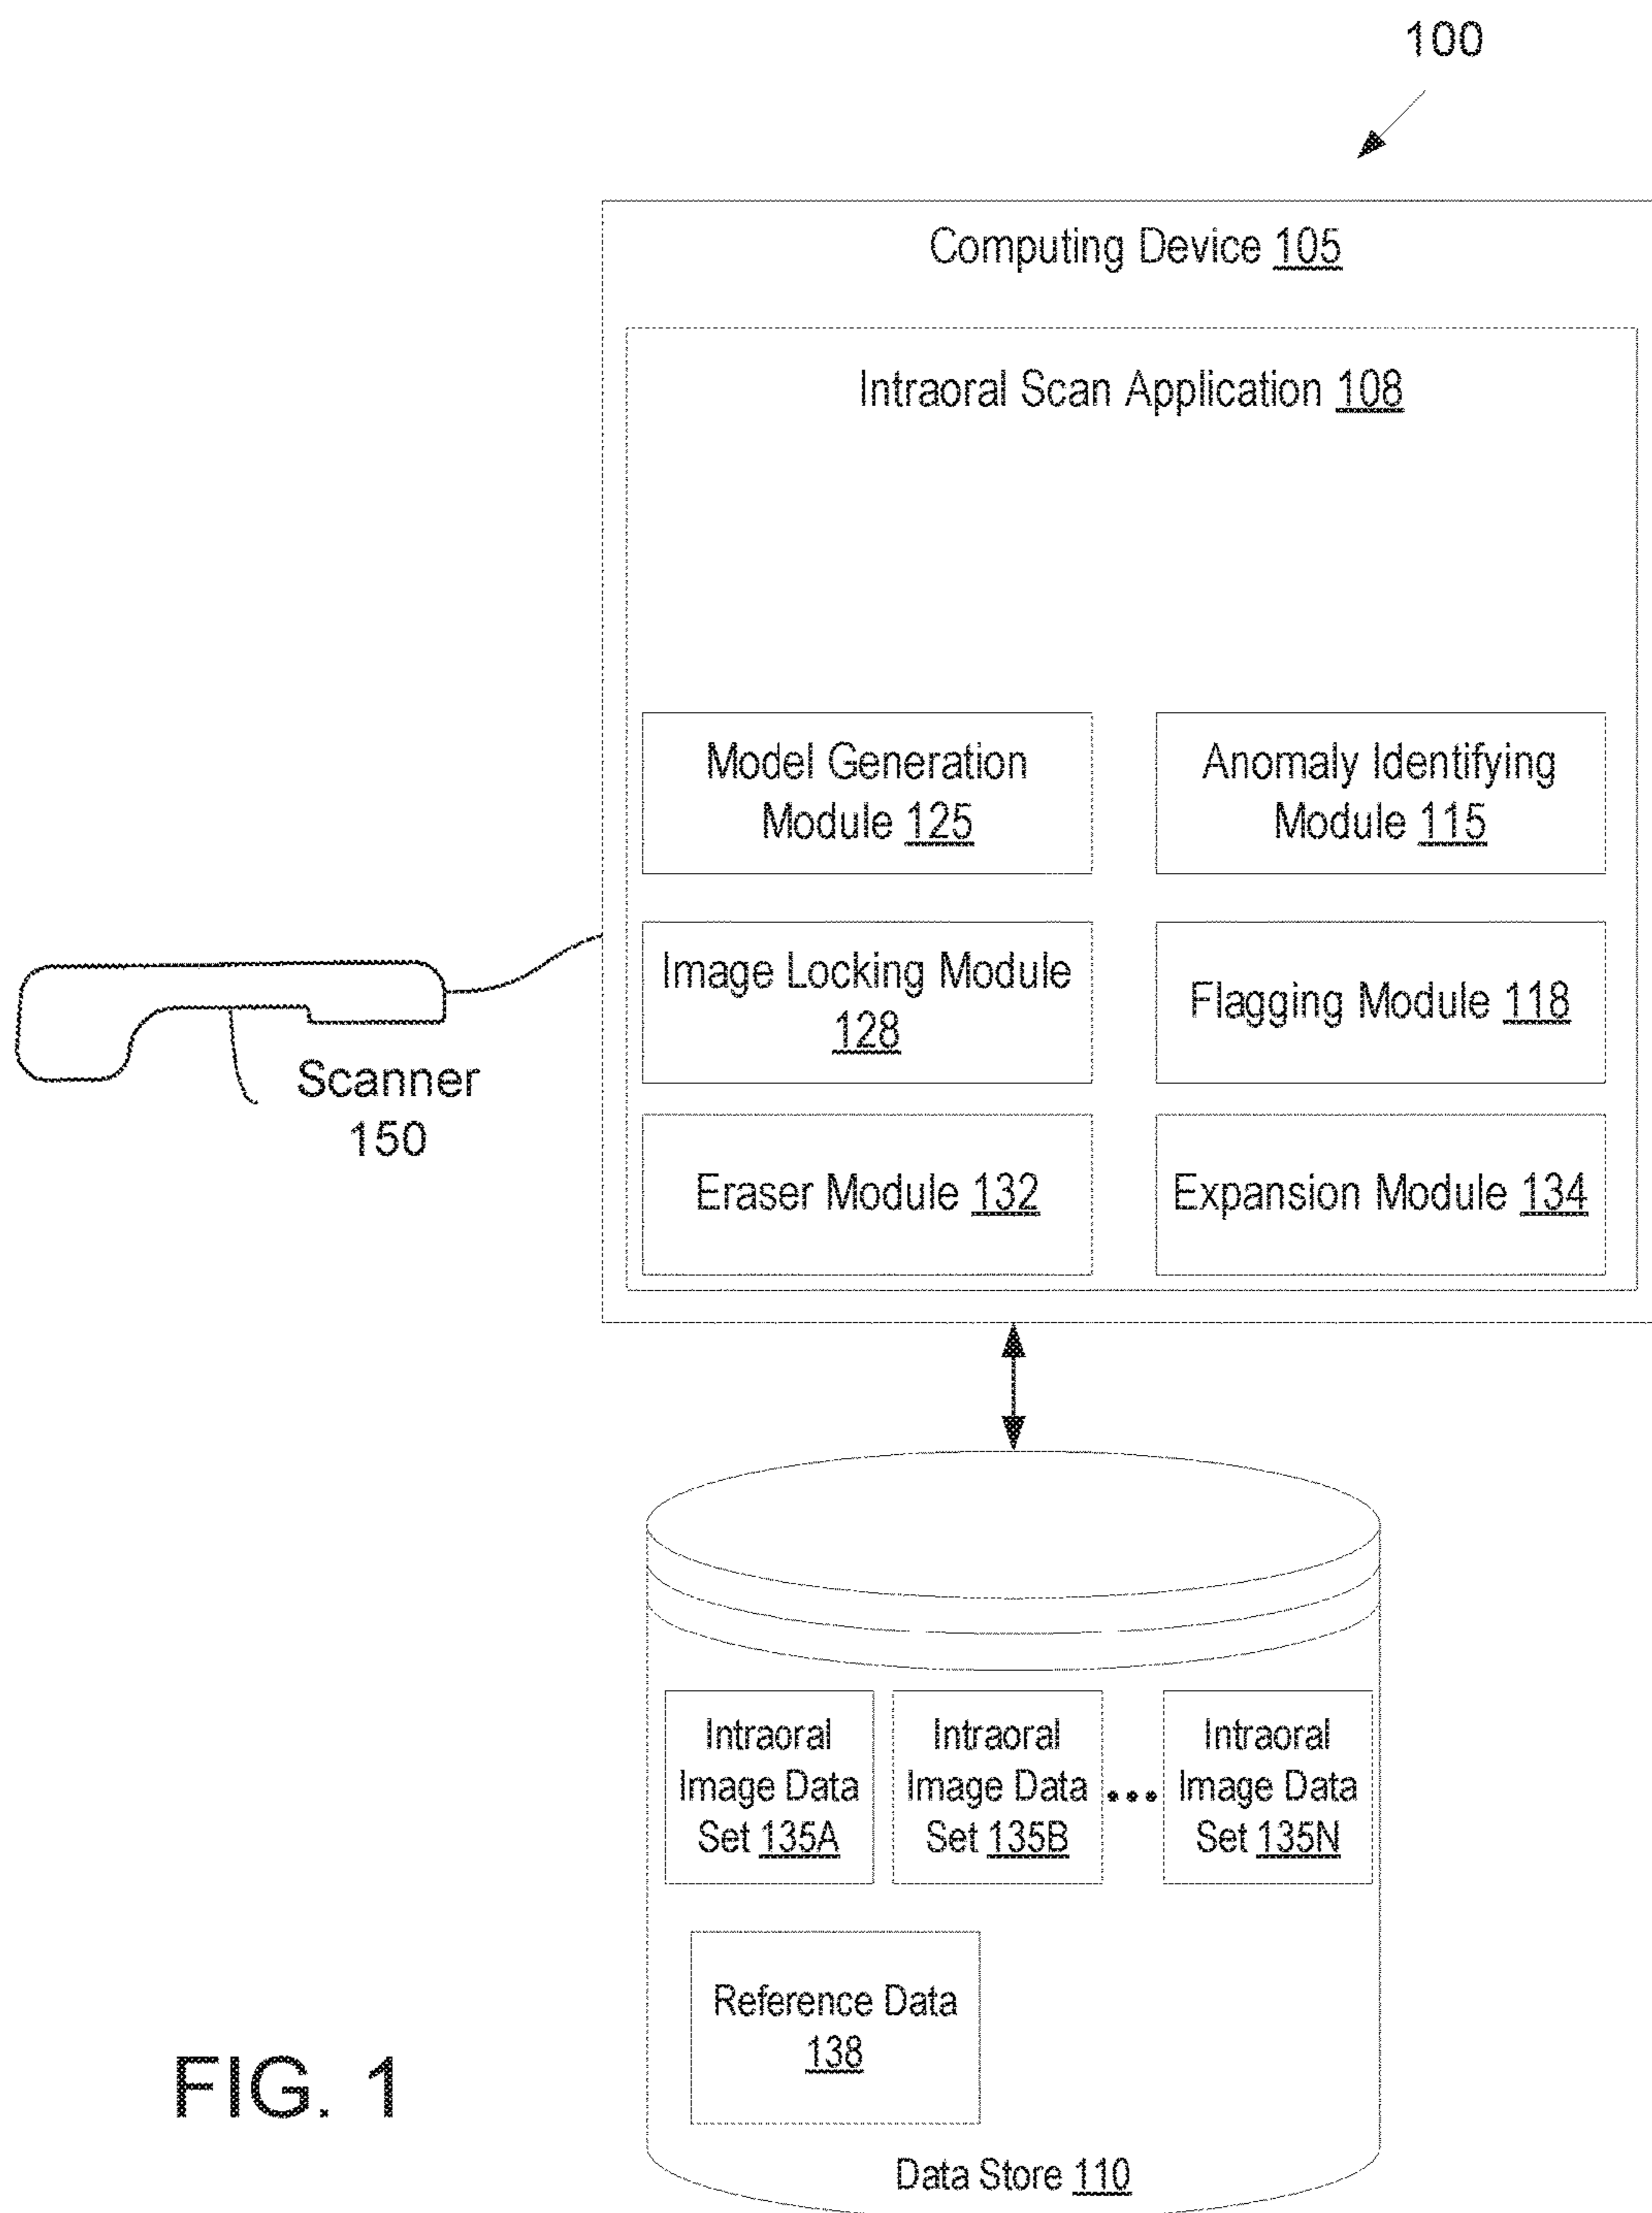 100
Computing Device 105
Intraoral Scan Application 108
Model Generation
Module 125
Anomaly Identifying
Module 115
Image Locking Module
128
Flagging Module 118
Scanner
150
Eraser Module 132
Expansion Module 134
Intraoral
Image Data
Set 135A
Intraoral
Image Data
Set 135B
...
Intraoral
Image Data
Set 135N
Reference Data
138
Data Store 110
FIG. 1